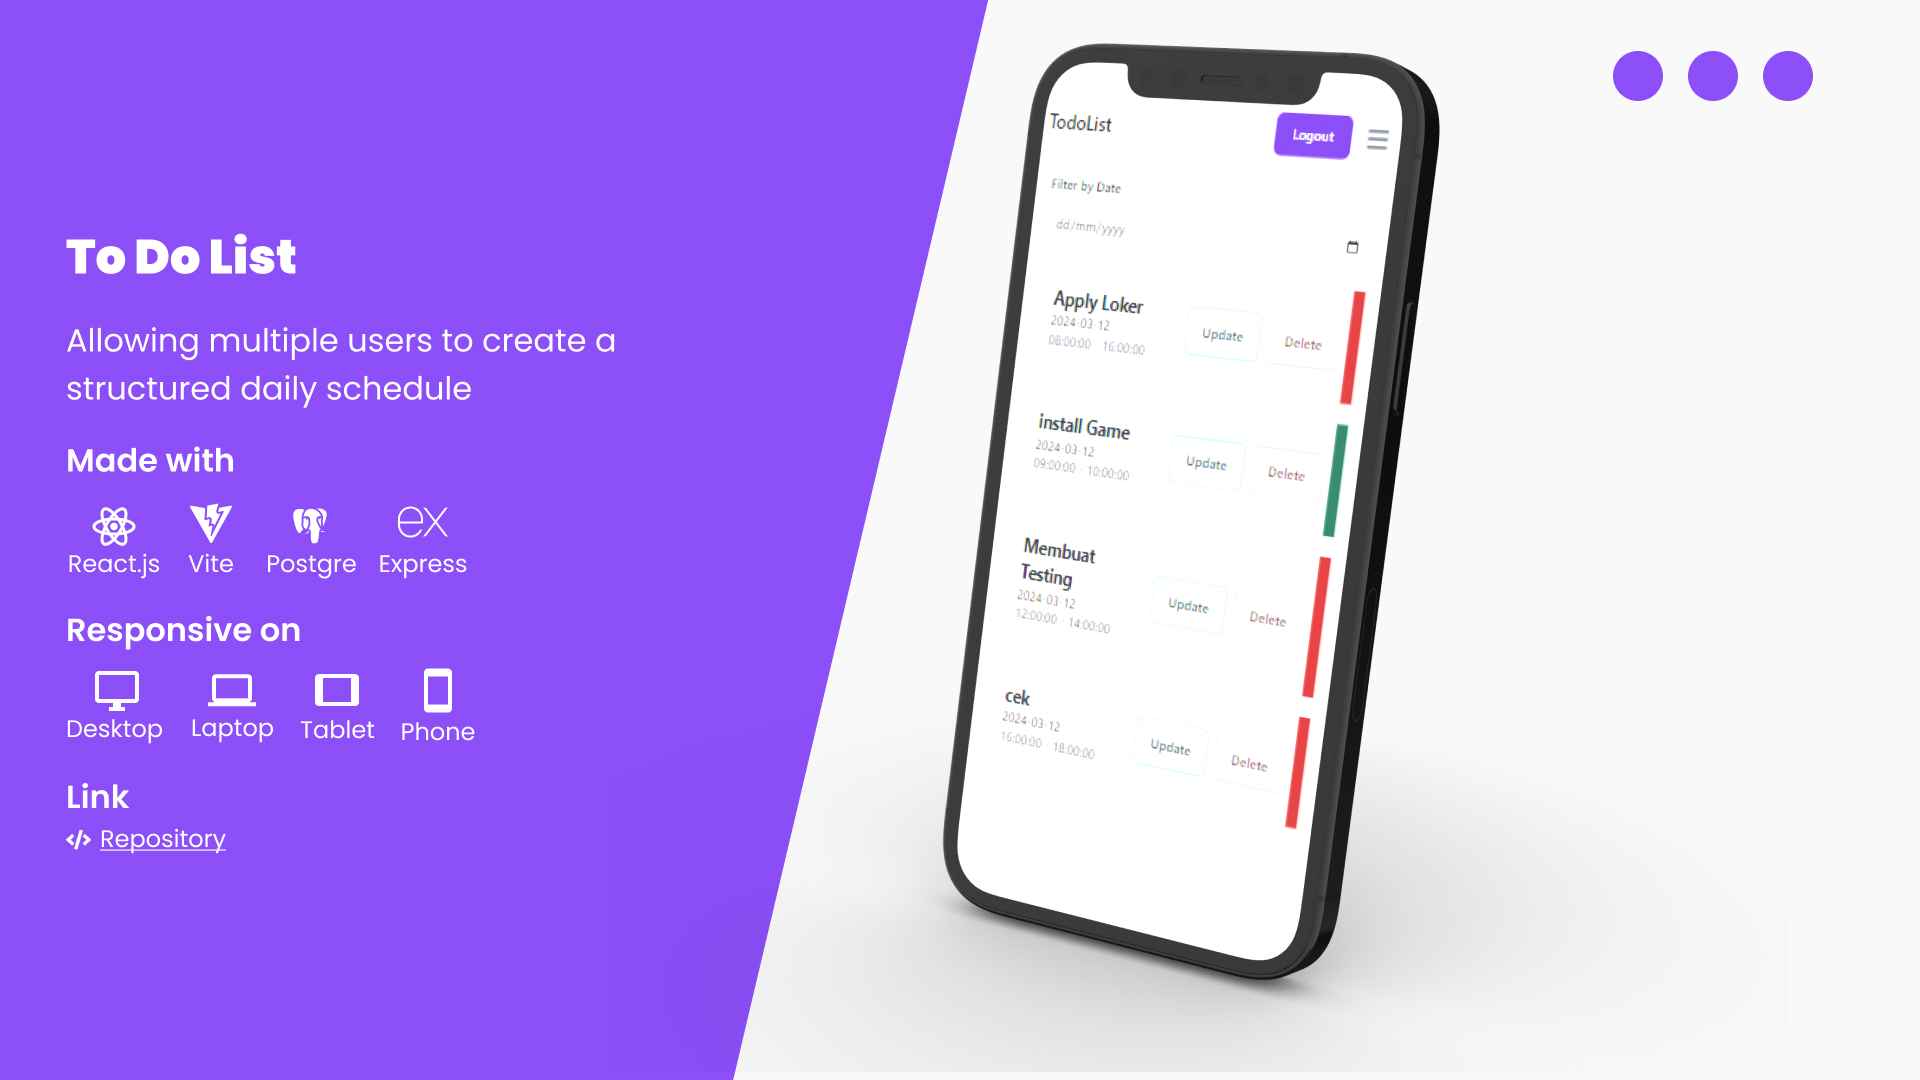 To Do List
Allowing multiple users to create a
structured daily schedule
Made with
React.js Vite Postgre Express
Responsive on
Desktop Laptop Tablet Phone
Link
Repository
TodoList Logout
Filter by Date
dd/mm/yyyy
Apply Loker
2024-03-12
08:00:00 - 16:00:00
Update Delete
install Game
2024-03-12
09:00:00 - 10:00:00
Update Delete
Membuat
Testing
2024-03-12
12:00:00 - 14:00:00
Update Delete
cek
2024-03-12
16:00:00 - 18:00:00
Update Delete